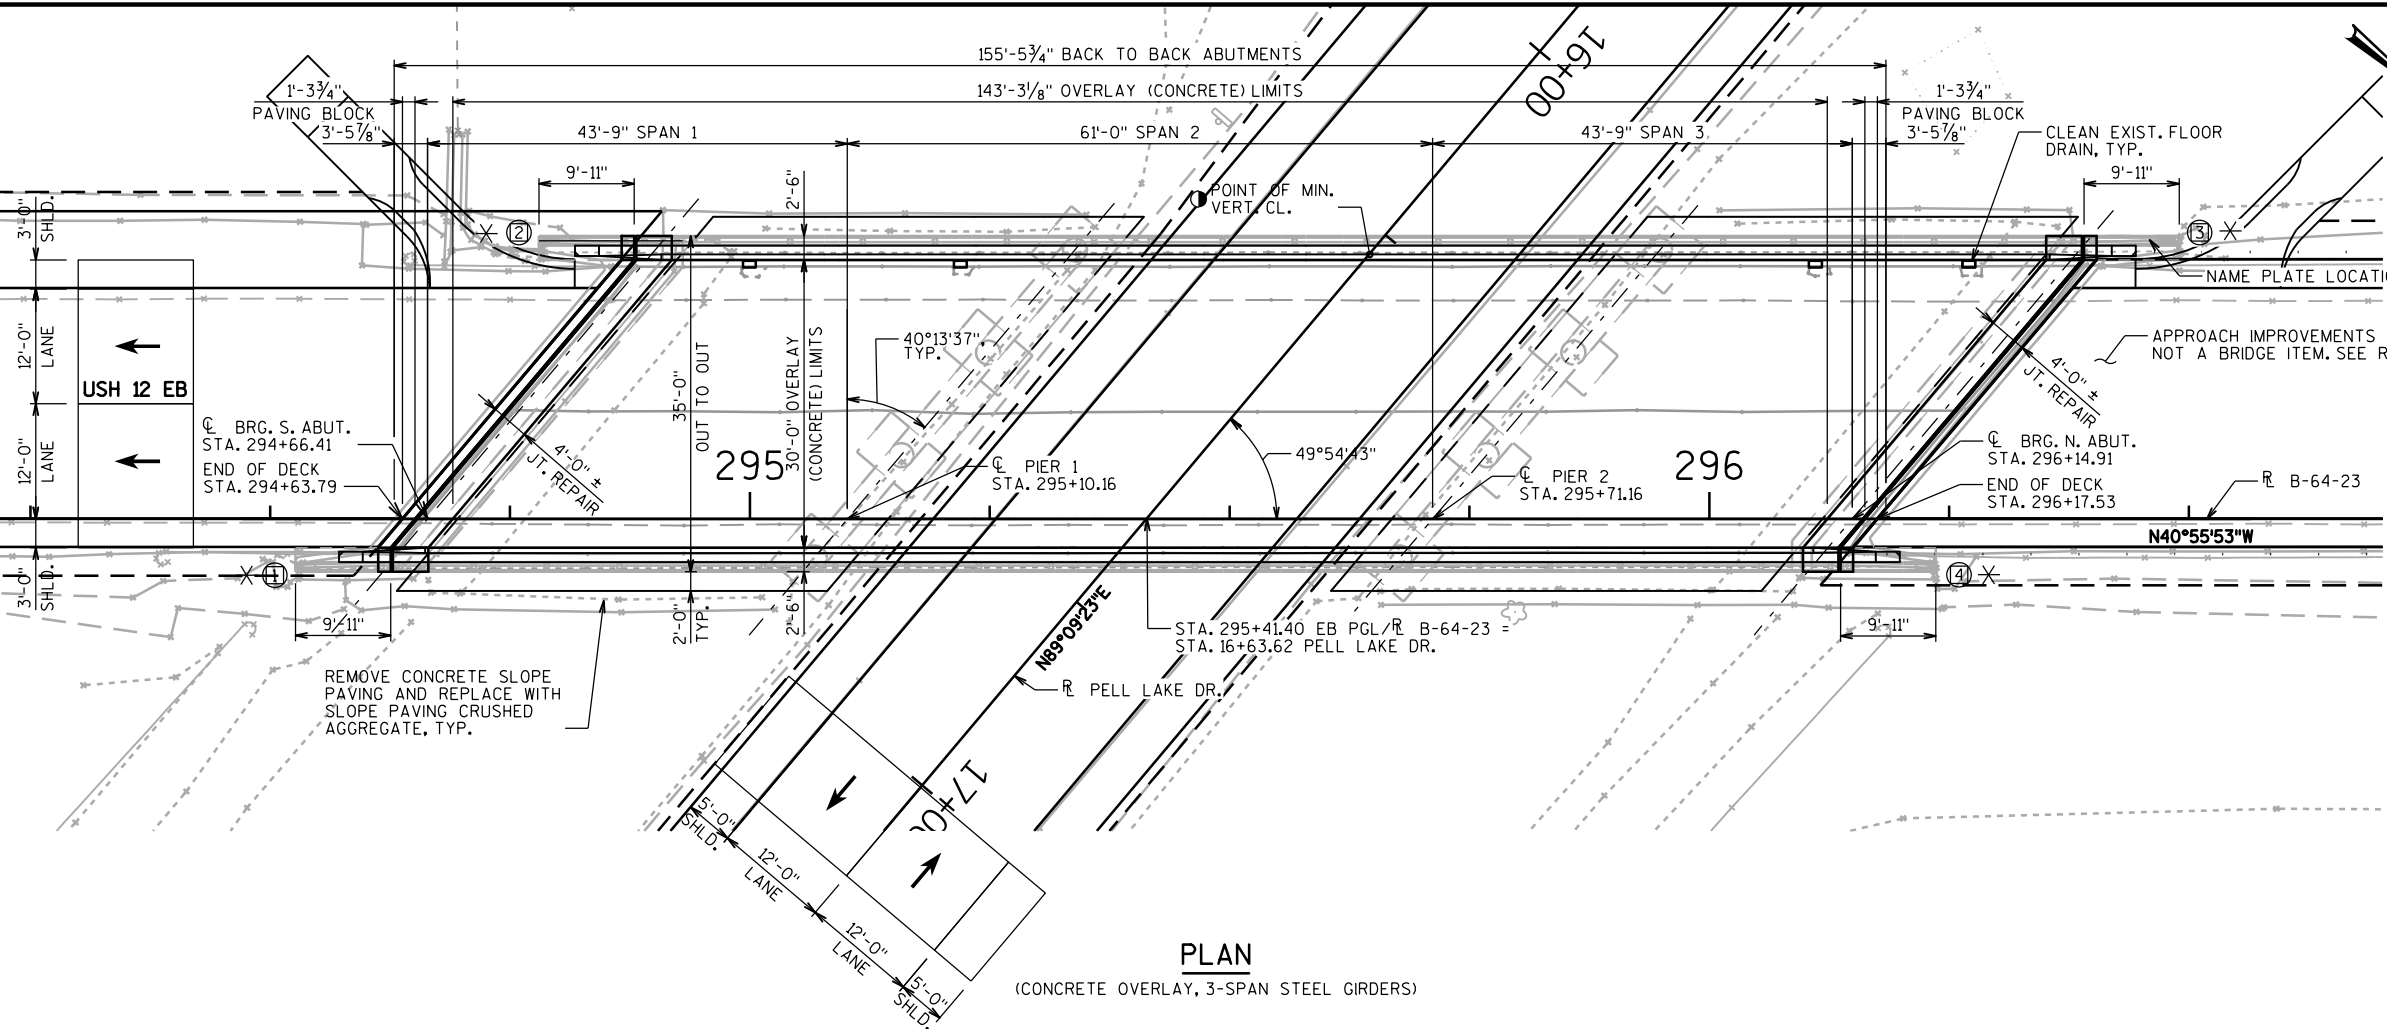 155'-5¾" BACK TO BACK ABUTMENTS
143'-3⅛" OVERLAY (CONCRETE) LIMITS
1'-3¾"
PAVING BLOCK
3'-5⅞"
43'-9" SPAN 1
61'-0" SPAN 2
43'-9" SPAN 3
1'-3¾"
PAVING BLOCK
3'-5⅞"
16+00
CLEAN EXIST. FLOOR
DRAIN, TYP.
9'-11"
2'-6"
POINT OF MIN.
VERT. CL.
9'-11"
3'-0"
SHLD.
2
3
NAME PLATE
12'-0"
LANE
USH 12 EB
12'-0"
LANE
3'-0"
SHLD.
40°13'37"
TYP.
35'-0"
OUT TO OUT
30'-0" OVERLAY
(CONCRETE) LIMITS
APPROACH IMPROVEMENTS
NOT A BRIDGE ITEM. SEE
4'-0" ±
JT. REPAIR
4'-0" ±
JT. REPAIR
℄ BRG. S. ABUT.
STA. 294+66.41
END OF DECK
STA. 294+63.79
295
℄ PIER 1
STA. 295+10.16
49°54'43"
℄ PIER 2
STA. 295+71.16
296
℄ BRG. N. ABUT.
STA. 296+14.91
END OF DECK
STA. 296+17.53
RL B-64-23
N40°55'53"W
1
4
9'-11"
2'-0"
TYP.
2'-6"
9'-11"
N89°09'23"E
STA. 295+41.40 EB PGL/RL B-64-23 =
STA. 16+63.62 PELL LAKE DR.
RL PELL LAKE DR.
REMOVE CONCRETE SLOPE
PAVING AND REPLACE WITH
SLOPE PAVING CRUSHED
AGGREGATE, TYP.
17+00
5'-0"
SHLD.
12'-0"
LANE
12'-0"
LANE
5'-0"
SHLD.
PLAN
(CONCRETE OVERLAY, 3-SPAN STEEL GIRDERS)